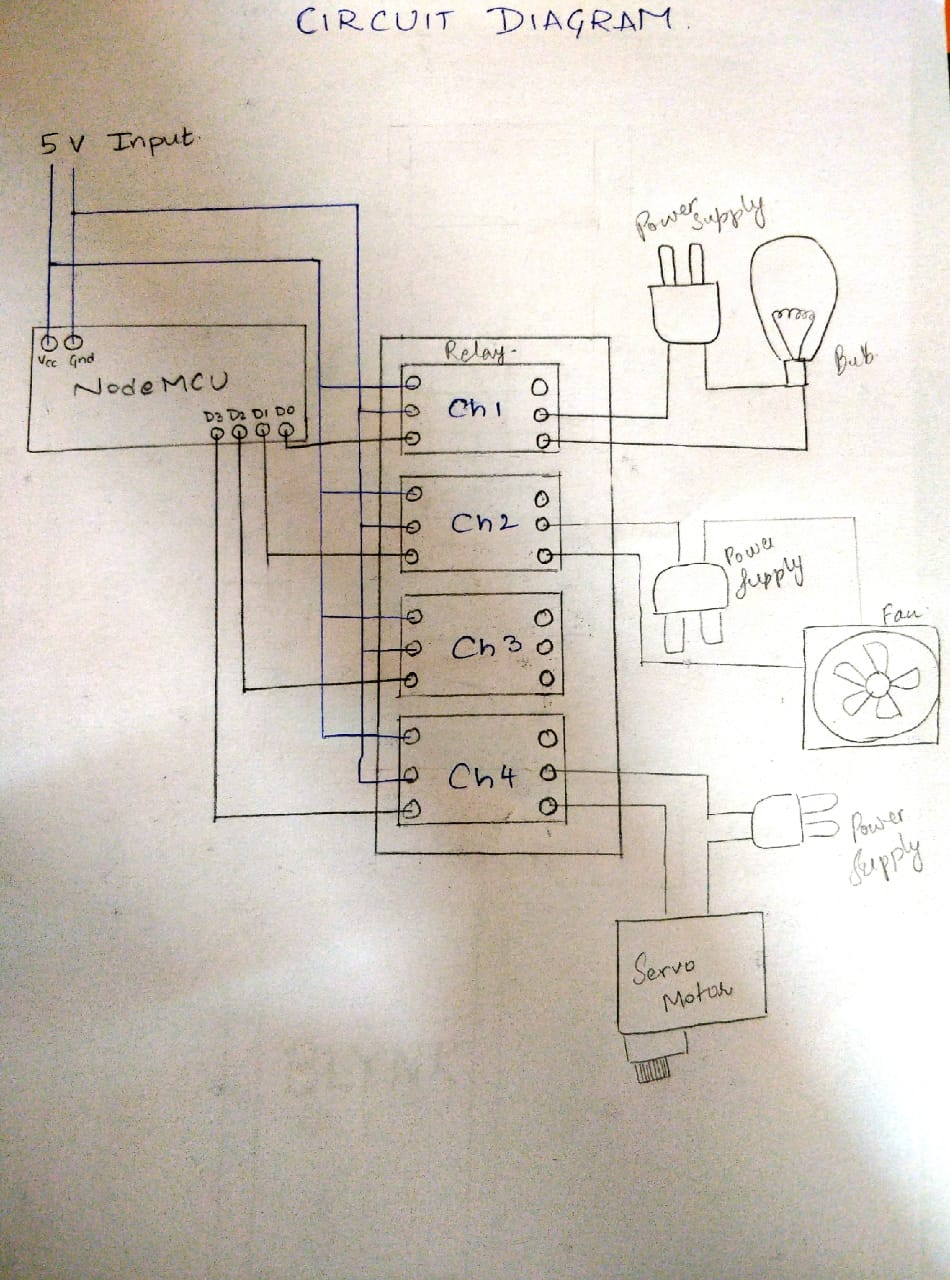 CIRCUIT DIAGRAM.
5 V Input.
Power Supply
Bulb.
Vcc Gnd
NodeMCU
D3 D2 D1 D0
Relay.
Ch1
Ch2
Power Supply
Fan
Ch3
Ch4
Power
Supply
Servo
Motor